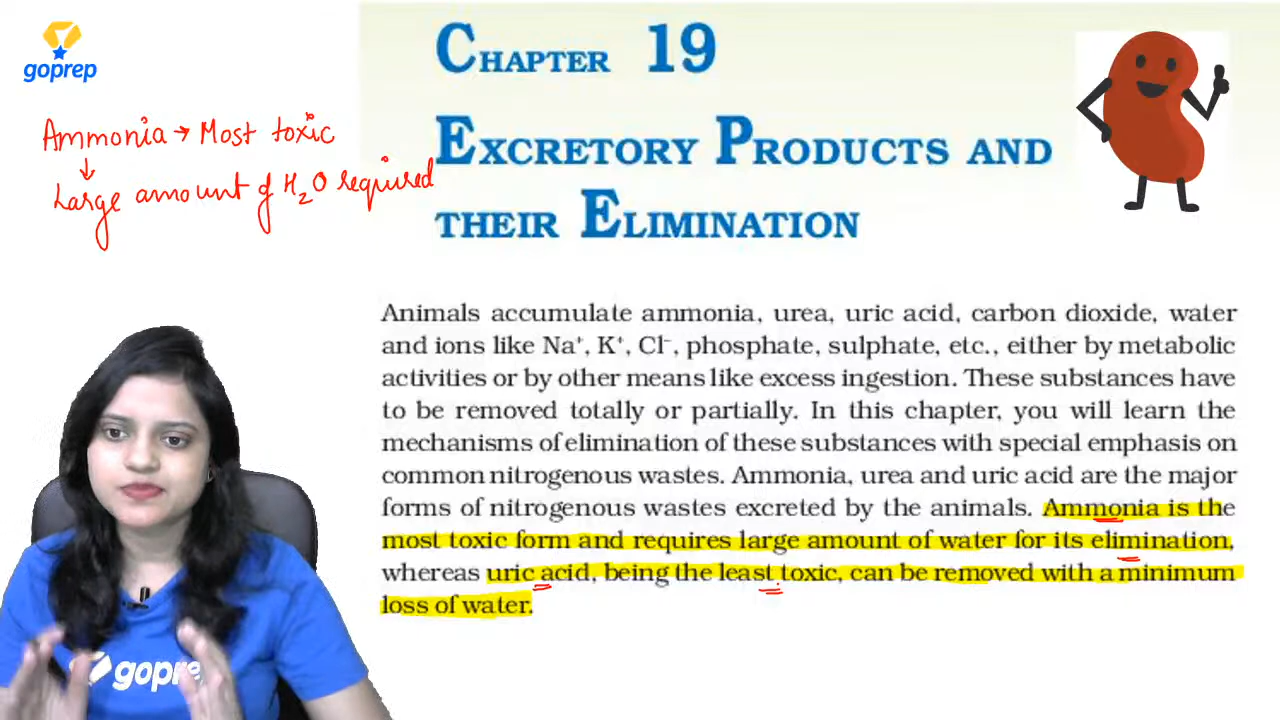 goprep
Ammonia → Most toxic
↓
Large amount of H₂O required
CHAPTER 19
EXCRETORY PRODUCTS AND
THEIR ELIMINATION
Animals accumulate ammonia, urea, uric acid, carbon dioxide, water
and ions like Na⁺, K⁺, Cl⁻, phosphate, sulphate, etc., either by metabolic
activities or by other means like excess ingestion. These substances have
to be removed totally or partially. In this chapter, you will learn the
mechanisms of elimination of these substances with special emphasis on
common nitrogenous wastes. Ammonia, urea and uric acid are the major
forms of nitrogenous wastes excreted by the animals. Ammonia is the
most toxic form and requires large amount of water for its elimination,
whereas uric acid, being the least toxic, can be removed with a minimum
loss of water.
goprep